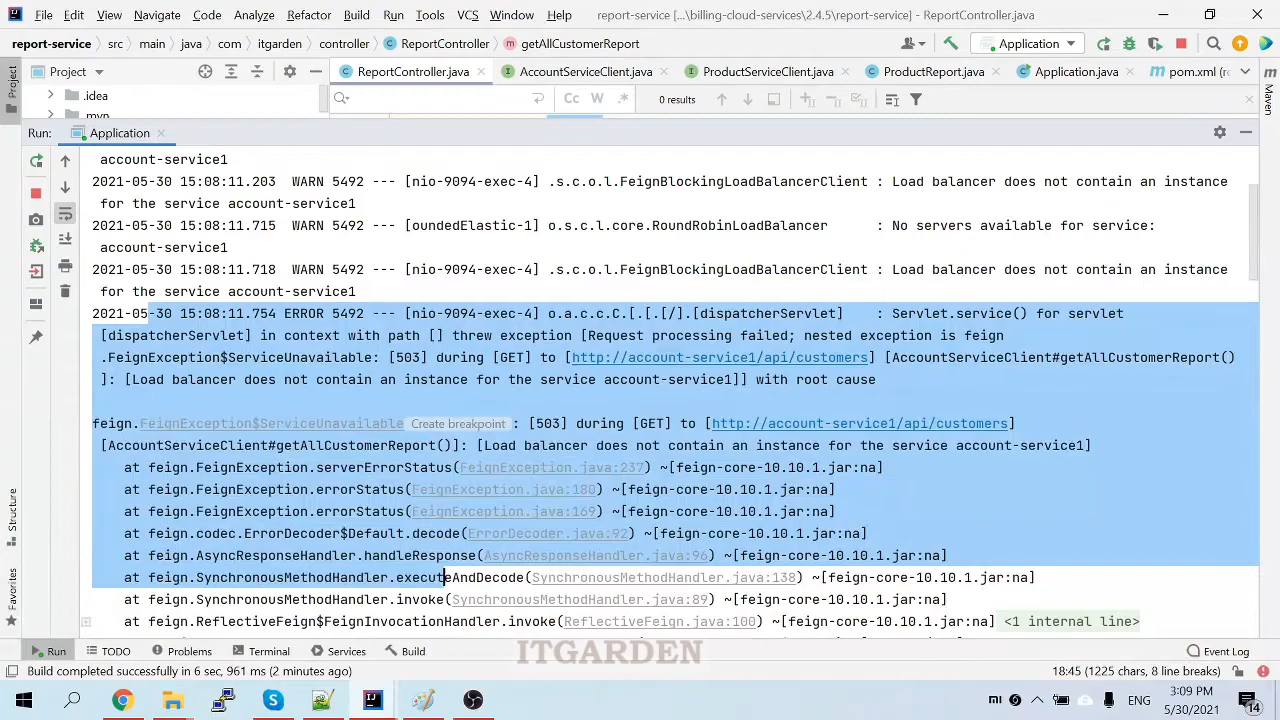 File Edit View Navigate Code Analyze Refactor Build Run Tools VCS Window Help report-service [...\billing-cloud-services\2.4.5\report-service] - ReportController.java
report-service src main java com itgarden controller ReportController getAllCustomerReport Application
Project ReportController.java AccountServiceClient.java ProductServiceClient.java ProductReport.java Application.java
.idea
Cc W .* 0 results
.mvn
Run: Application
account-service1
2021-05-30 15:08:11.203 WARN 5492 --- [nio-9094-exec-4] .s.c.o.l.FeignBlockingLoadBalancerClient : Load balancer does not contain an instance
for the service account-service1
2021-05-30 15:08:11.715 WARN 5492 --- [oundedElastic-1] o.s.c.l.core.RoundRobinLoadBalancer : No servers available for service:
account-service1
2021-05-30 15:08:11.718 WARN 5492 --- [nio-9094-exec-4] .s.c.o.l.FeignBlockingLoadBalancerClient : Load balancer does not contain an instance
for the service account-service1
2021-05-30 15:08:11.754 ERROR 5492 --- [nio-9094-exec-4] o.a.c.c.C.[.[.[/].[dispatcherServlet] : Servlet.service() for servlet
[dispatcherServlet] in context with path [] threw exception [Request processing failed; nested exception is feign
.FeignException$ServiceUnavailable: [503] during [GET] to [http://account-service1/api/customers] [AccountServiceClient#getAllCustomerReport()
]: [Load balancer does not contain an instance for the service account-service1]] with root cause
feign.FeignException$ServiceUnavailable Create breakpoint : [503] during [GET] to [http://account-service1/api/customers]
[AccountServiceClient#getAllCustomerReport()]: [Load balancer does not contain an instance for the service account-service1]
at feign.FeignException.serverErrorStatus(FeignException.java:237) ~[feign-core-10.10.1.jar:na]
at feign.FeignException.errorStatus(FeignException.java:180) ~[feign-core-10.10.1.jar:na]
at feign.FeignException.errorStatus(FeignException.java:169) ~[feign-core-10.10.1.jar:na]
at feign.codec.ErrorDecoder$Default.decode(ErrorDecoder.java:92) ~[feign-core-10.10.1.jar:na]
at feign.AsyncResponseHandler.handleResponse(AsyncResponseHandler.java:96) ~[feign-core-10.10.1.jar:na]
at feign.SynchronousMethodHandler.executeAndDecode(SynchronousMethodHandler.java:138) ~[feign-core-10.10.1.jar:na]
at feign.SynchronousMethodHandler.invoke(SynchronousMethodHandler.java:89) ~[feign-core-10.10.1.jar:na]
at feign.ReflectiveFeign$FeignInvocationHandler.invoke(ReflectiveFeign.java:100) ~[feign-core-10.10.1.jar:na] <1 internal line>
Run TODO Problems Terminal Services Build Event Log
ITGARDEN
Build completed successfully in 6 sec, 961 ms (2 minutes ago) 18:45 (1225 chars, 8 line breaks)
mi ENG 3:09 PM
5/30/2021 14
Project
Structure
Favorites
Maven